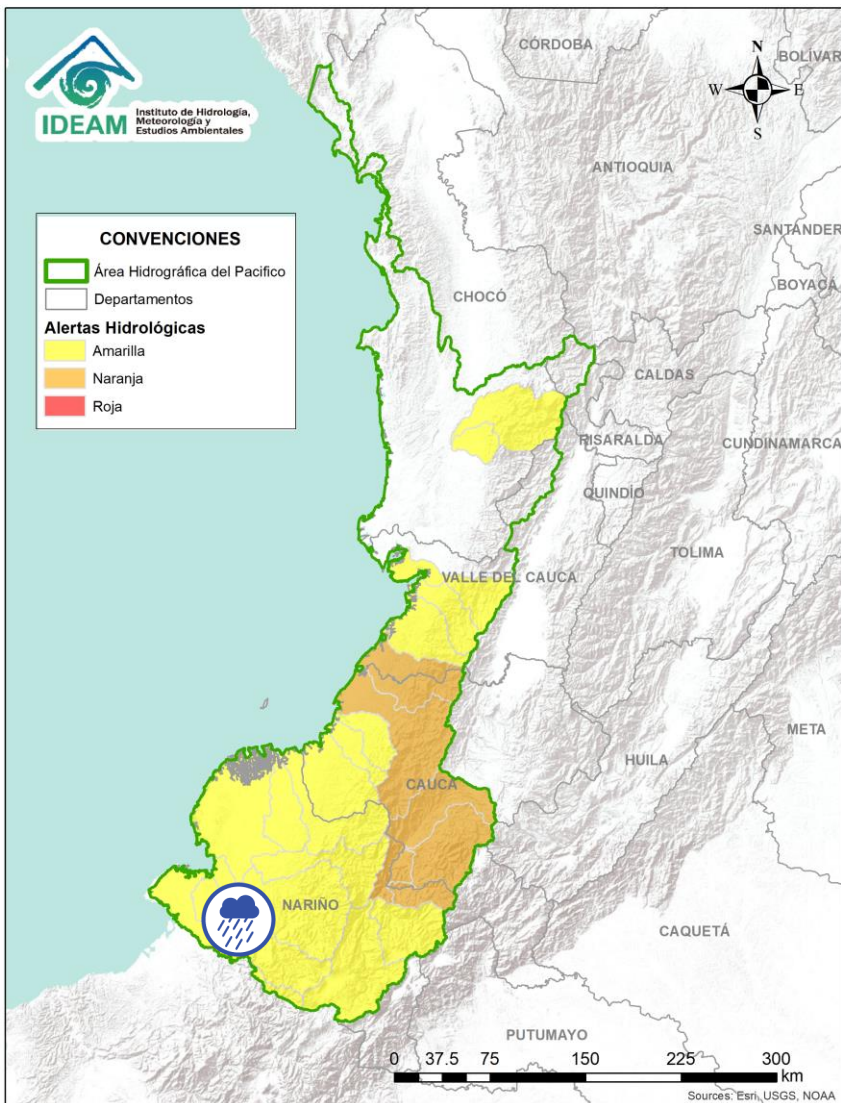 IDEAM
Instituto de Hidrología,
Meteorología y
Estudios Ambientales
CONVENCIONES
Área Hidrográfica del Pacifico
Departamentos
Alertas Hidrológicas
Amarilla
Naranja
Roja
N
W
E
S
CÓRDOBA
BOLÍVAR
ANTIOQUIA
SANTANDER
BOYACÁ
CHOCÓ
CALDAS
RISARALDA
CUNDINAMARCA
QUINDÍO
TOLIMA
VALLE DEL CAUCA
META
HUILA
CAUCA
NARIÑO
CAQUETÁ
PUTUMAYO
0 37.5 75 150 225 300
km
Sources: Esri, USGS, NOAA